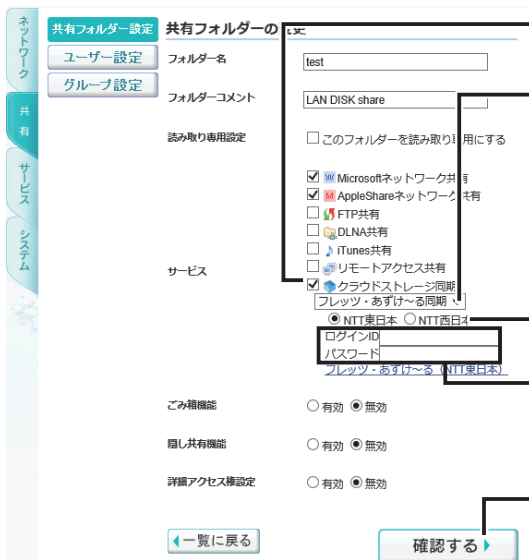 ネットワーク
共有
サービス
システム
共有フォルダー設定
ユーザー設定
グループ設定
共有フォルダーの 更
フォルダー名
test
フォルダーコメント
LAN DISK share
読み取り専用設定
このフォルダーを読み取り専用にする
サービス
Microsoftネットワーク共有
AppleShareネットワーク共有
FTP共有
DLNA共有
iTunes共有
リモートアクセス共有
クラウドストレージ同期
フレッツ・あずけ～る同期
NTT東日本 NTT西日本
ログインID
パスワード
フレッツ・あずけ～る（NTT東日本）
ごみ箱機能
有効 無効
隠し共有機能
有効 無効
詳細アクセス権設定
有効 無効
一覧に戻る
確認する